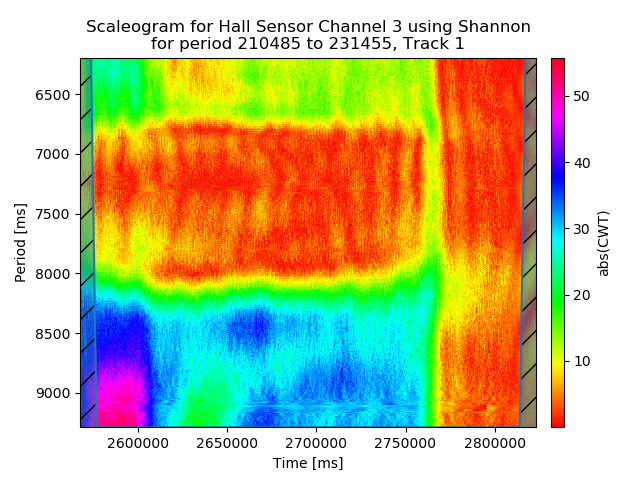 Scaleogram for Hall Sensor Channel 3 using Shannon
for period 210485 to 231455, Track 1
6500
7000
7500
8000
8500
9000
Period [ms]
2600000 2650000 2700000 2750000 2800000
Time [ms]
50
40
30
20
10
abs(CWT)